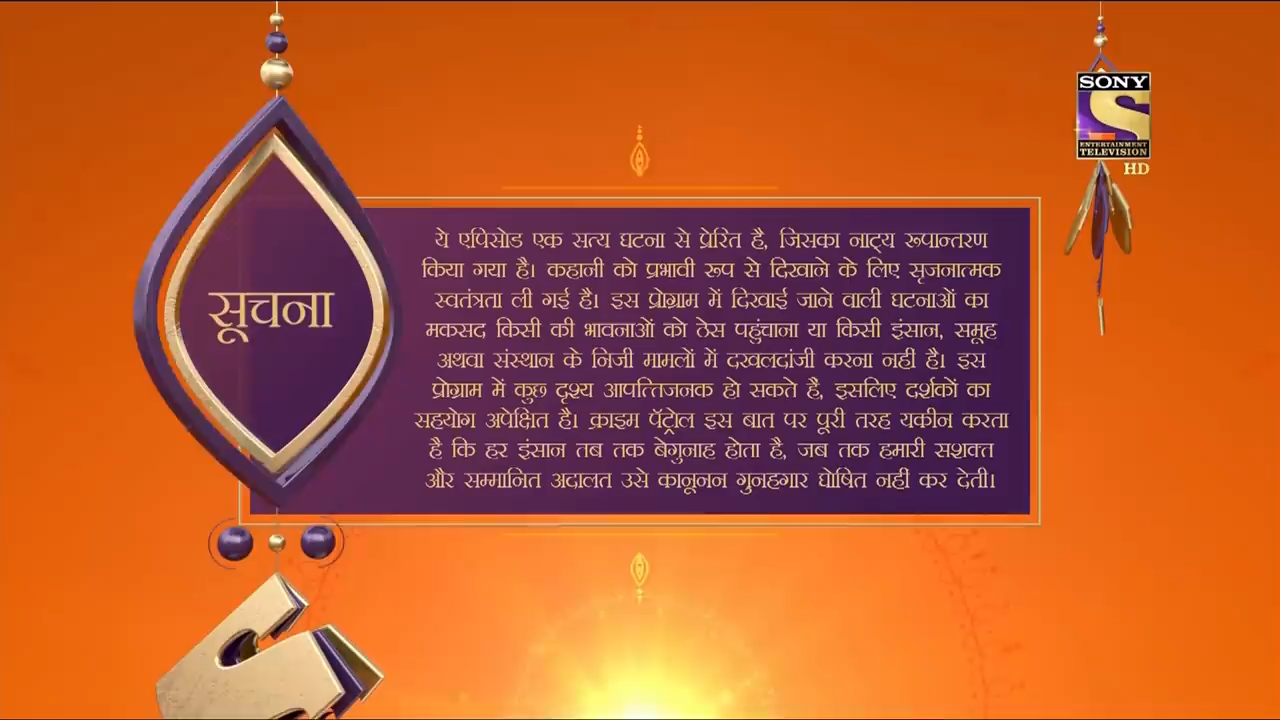 SONY
ENTERTAINMENT
TELEVISION
HD
सूचना
ये एपिसोड एक सत्य घटना से प्रेरित है, जिसका नाट्य रूपान्तरण
किया गया है। कहानी को प्रभावी रूप से दिखाने के लिए सृजनात्मक
स्वतंत्रता ली गई है। इस प्रोग्राम में दिखाई जाने वाली घटनाओं का
मकसद किसी की भावनाओं को ठेस पहुंचाना या किसी इंसान, समूह
अथवा संस्थान के निजी मामलों में दखलदांजी करना नहीं है। इस
प्रोग्राम में कुछ दृश्य आपत्तिजनक हो सकते हैं, इसलिए दर्शकों का
सहयोग अपेक्षित है। क्राइम पॅट्रोल इस बात पर पूरी तरह यकीन करता
है कि हर इंसान तब तक बेगुनाह होता है, जब तक हमारी सशक्त
और सम्मानित अदालत उसे कानूनन गुनहगार घोषित नहीं कर देती।